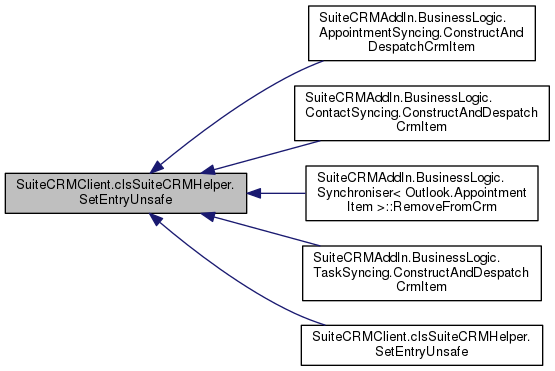 SuiteCRMAddIn.BusinessLogic.
AppointmentSyncing.ConstructAnd
DespatchCrmItem
SuiteCRMAddIn.BusinessLogic.
ContactSyncing.ConstructAndDespatch
CrmItem
SuiteCRMClient.clsSuiteCRMHelper.
SetEntryUnsafe
SuiteCRMAddIn.BusinessLogic.
Synchroniser< Outlook.Appointment
Item >::RemoveFromCrm
SuiteCRMAddIn.BusinessLogic.
TaskSyncing.ConstructAndDespatch
CrmItem
SuiteCRMClient.clsSuiteCRMHelper.
SetEntryUnsafe